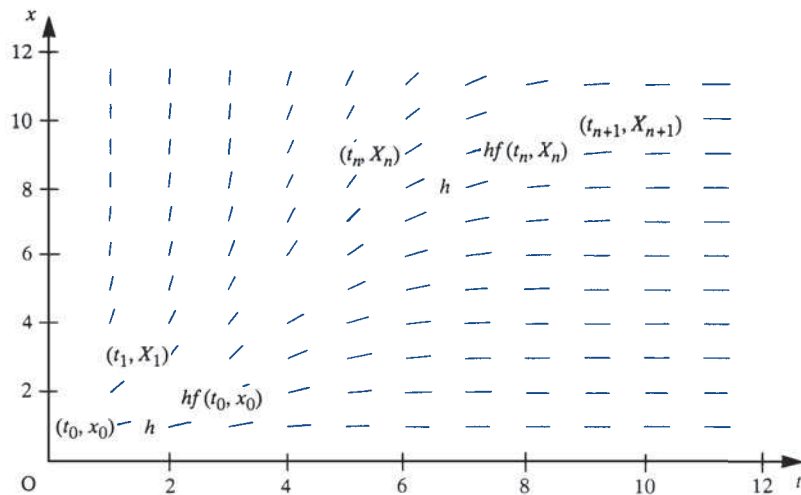 x
12
10
(t_{n+1}, X_{n+1})
(t_n, X_n)
hf(t_n, X_n)
8
h
6
4
(t_1, X_1)
2
hf(t_0, x_0)
(t_0, x_0)
h
O
2
4
6
8
10
12
t